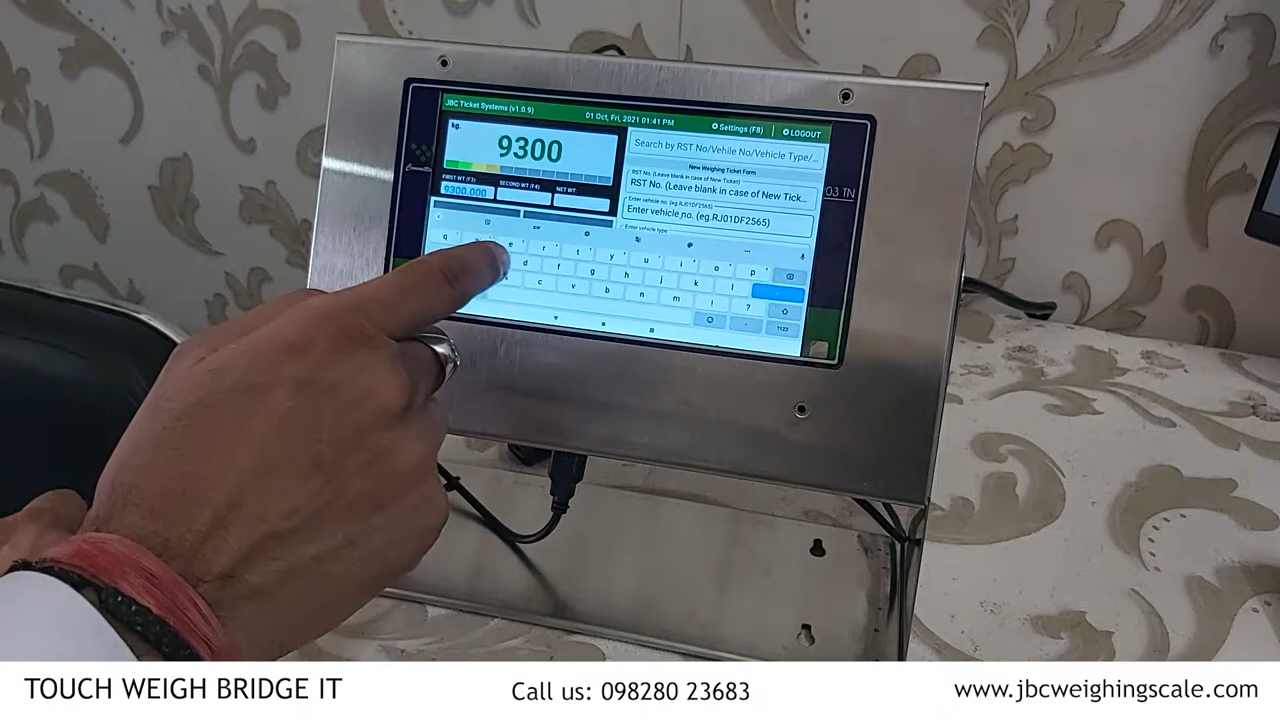 JBC Ticket Systems (v1.0.9)
01 Oct, Fri, 2021 01:41 PM
Settings (F8)
LOGOUT
kg.
9300
FIRST WT (F3):
SECOND WT (F4):
NET WT:
9300.000
Search by RST No/Vehile No/Vehicle Type/...
New Weighing Ticket Form
RST No. (Leave blank in case of New Ticket)
RST No. (Leave blank in case of New Tick...
Enter vehicle no. (eg.RJ01DF2565)
Enter vehicle no. (eg.RJ01DF2565)
Enter vehicle type
03 TN
GIF
q e r t y u i o p
d f g h j k l
c v b n m ! ?
?123
TOUCH WEIGH BRIDGE IT
Call us: 098280 23683
www.jbcweighingscale.com